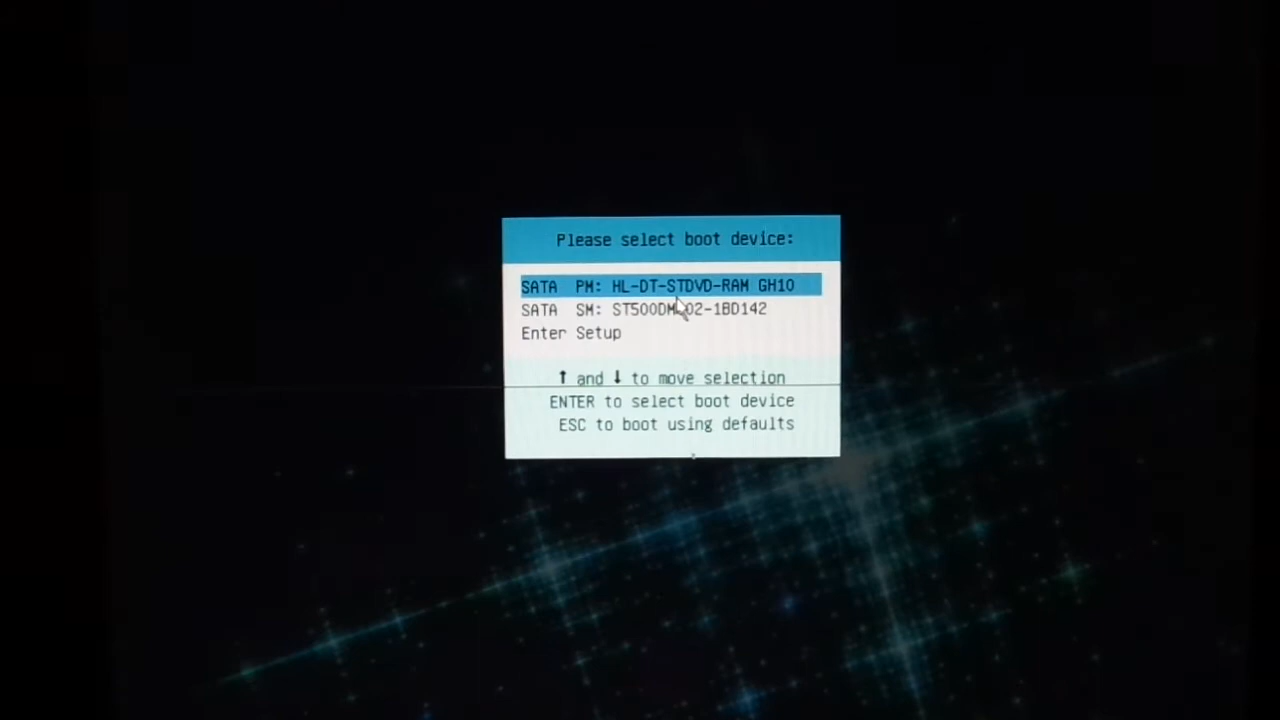 Please select boot device:
SATA PM: HL-DT-STDVD-RAM GH10
SATA SM: ST500DM002-1BD142
Enter Setup
↑ and ↓ to move selection
ENTER to select boot device
ESC to boot using defaults